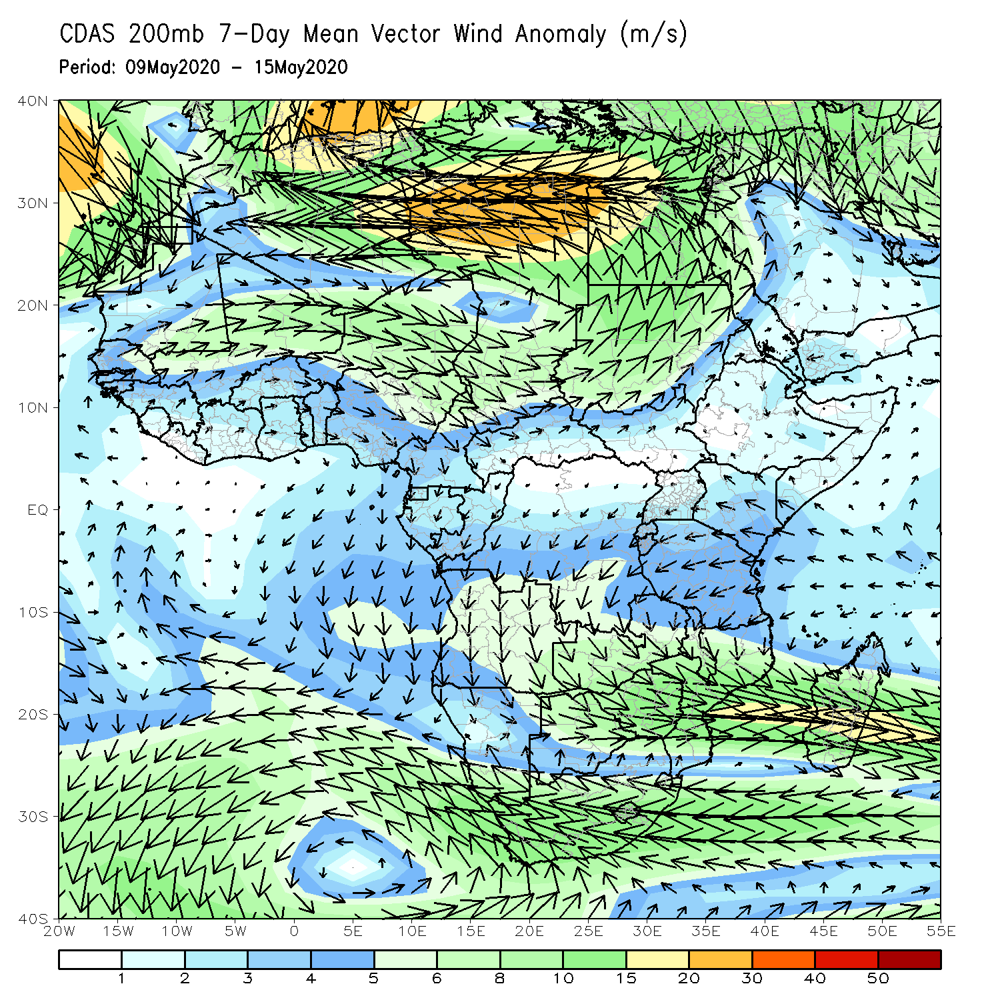 CDAS 200mb 7-Day Mean Vector Wind Anomaly (m/s)
Period: 09May2020 - 15May2020
40N
30N
20N
10N
EQ
10S
20S
30S
40S
20W 15W 10W 5W 0 5E 10E 15E 20E 25E 30E 35E 40E 45E 50E 55E
1 2 3 4 5 6 8 10 15 20 30 40 50